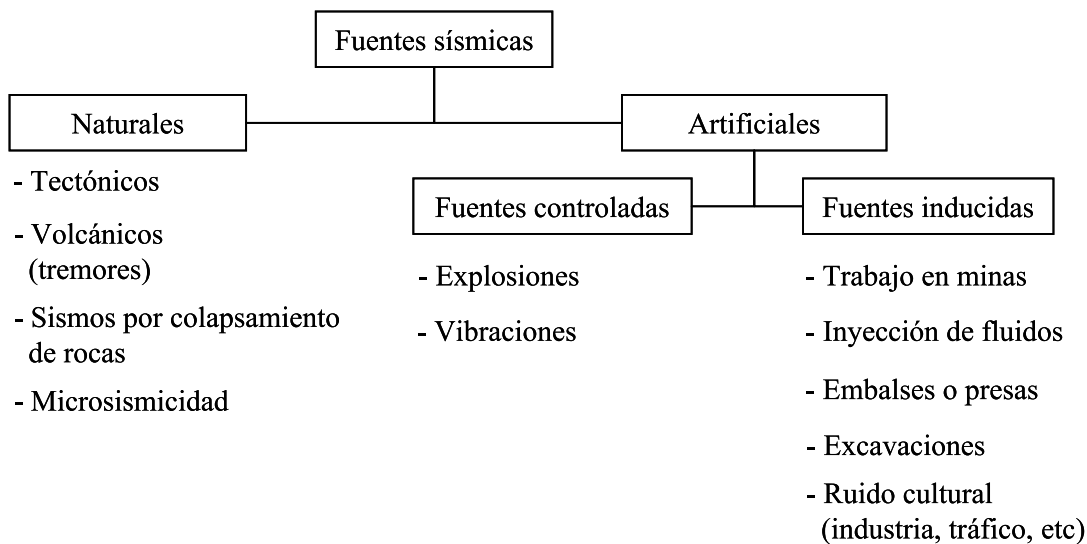 Fuentes sísmicas
Naturales
- Tectónicos
- Volcánicos
(tremores)
- Sismos por colapsamiento
de rocas
- Microsismicidad
Artificiales
Fuentes controladas
- Explosiones
- Vibraciones
Fuentes inducidas
- Trabajo en minas
- Inyección de fluidos
- Embalses o presas
- Excavaciones
- Ruido cultural
(industria, tráfico, etc)